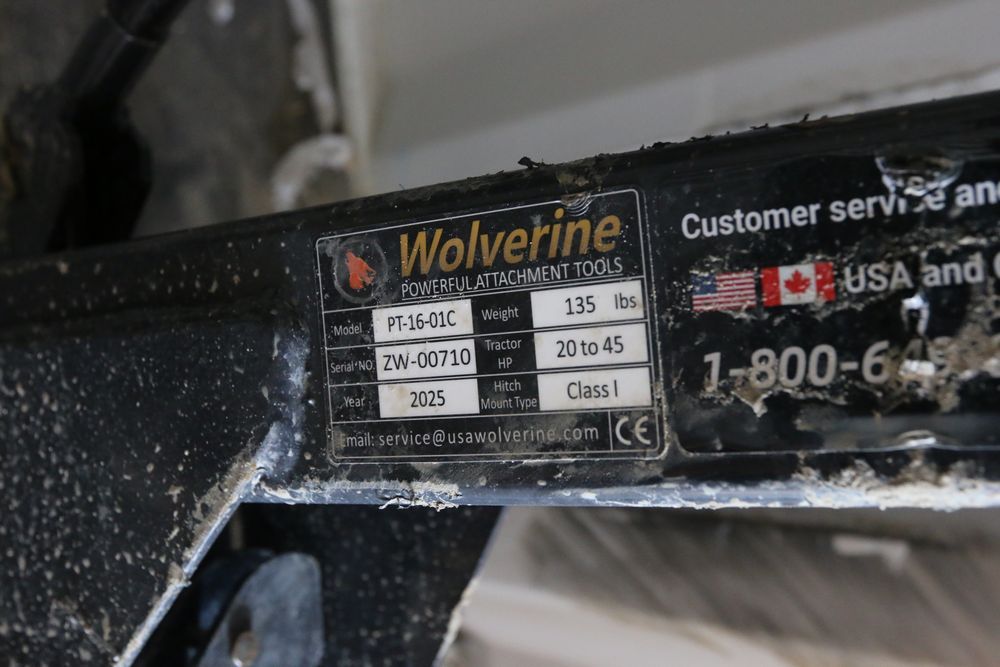 Wolverine
POWERFUL ATTACHMENT TOOLS
Model PT-16-01C Weight 135 lbs
Serial NO. ZW-00710 Tractor HP 20 to 45
Year 2025 Hitch Mount Type Class I
Email: service@usawolverine.com CE
Customer service
USA and
1-800-6